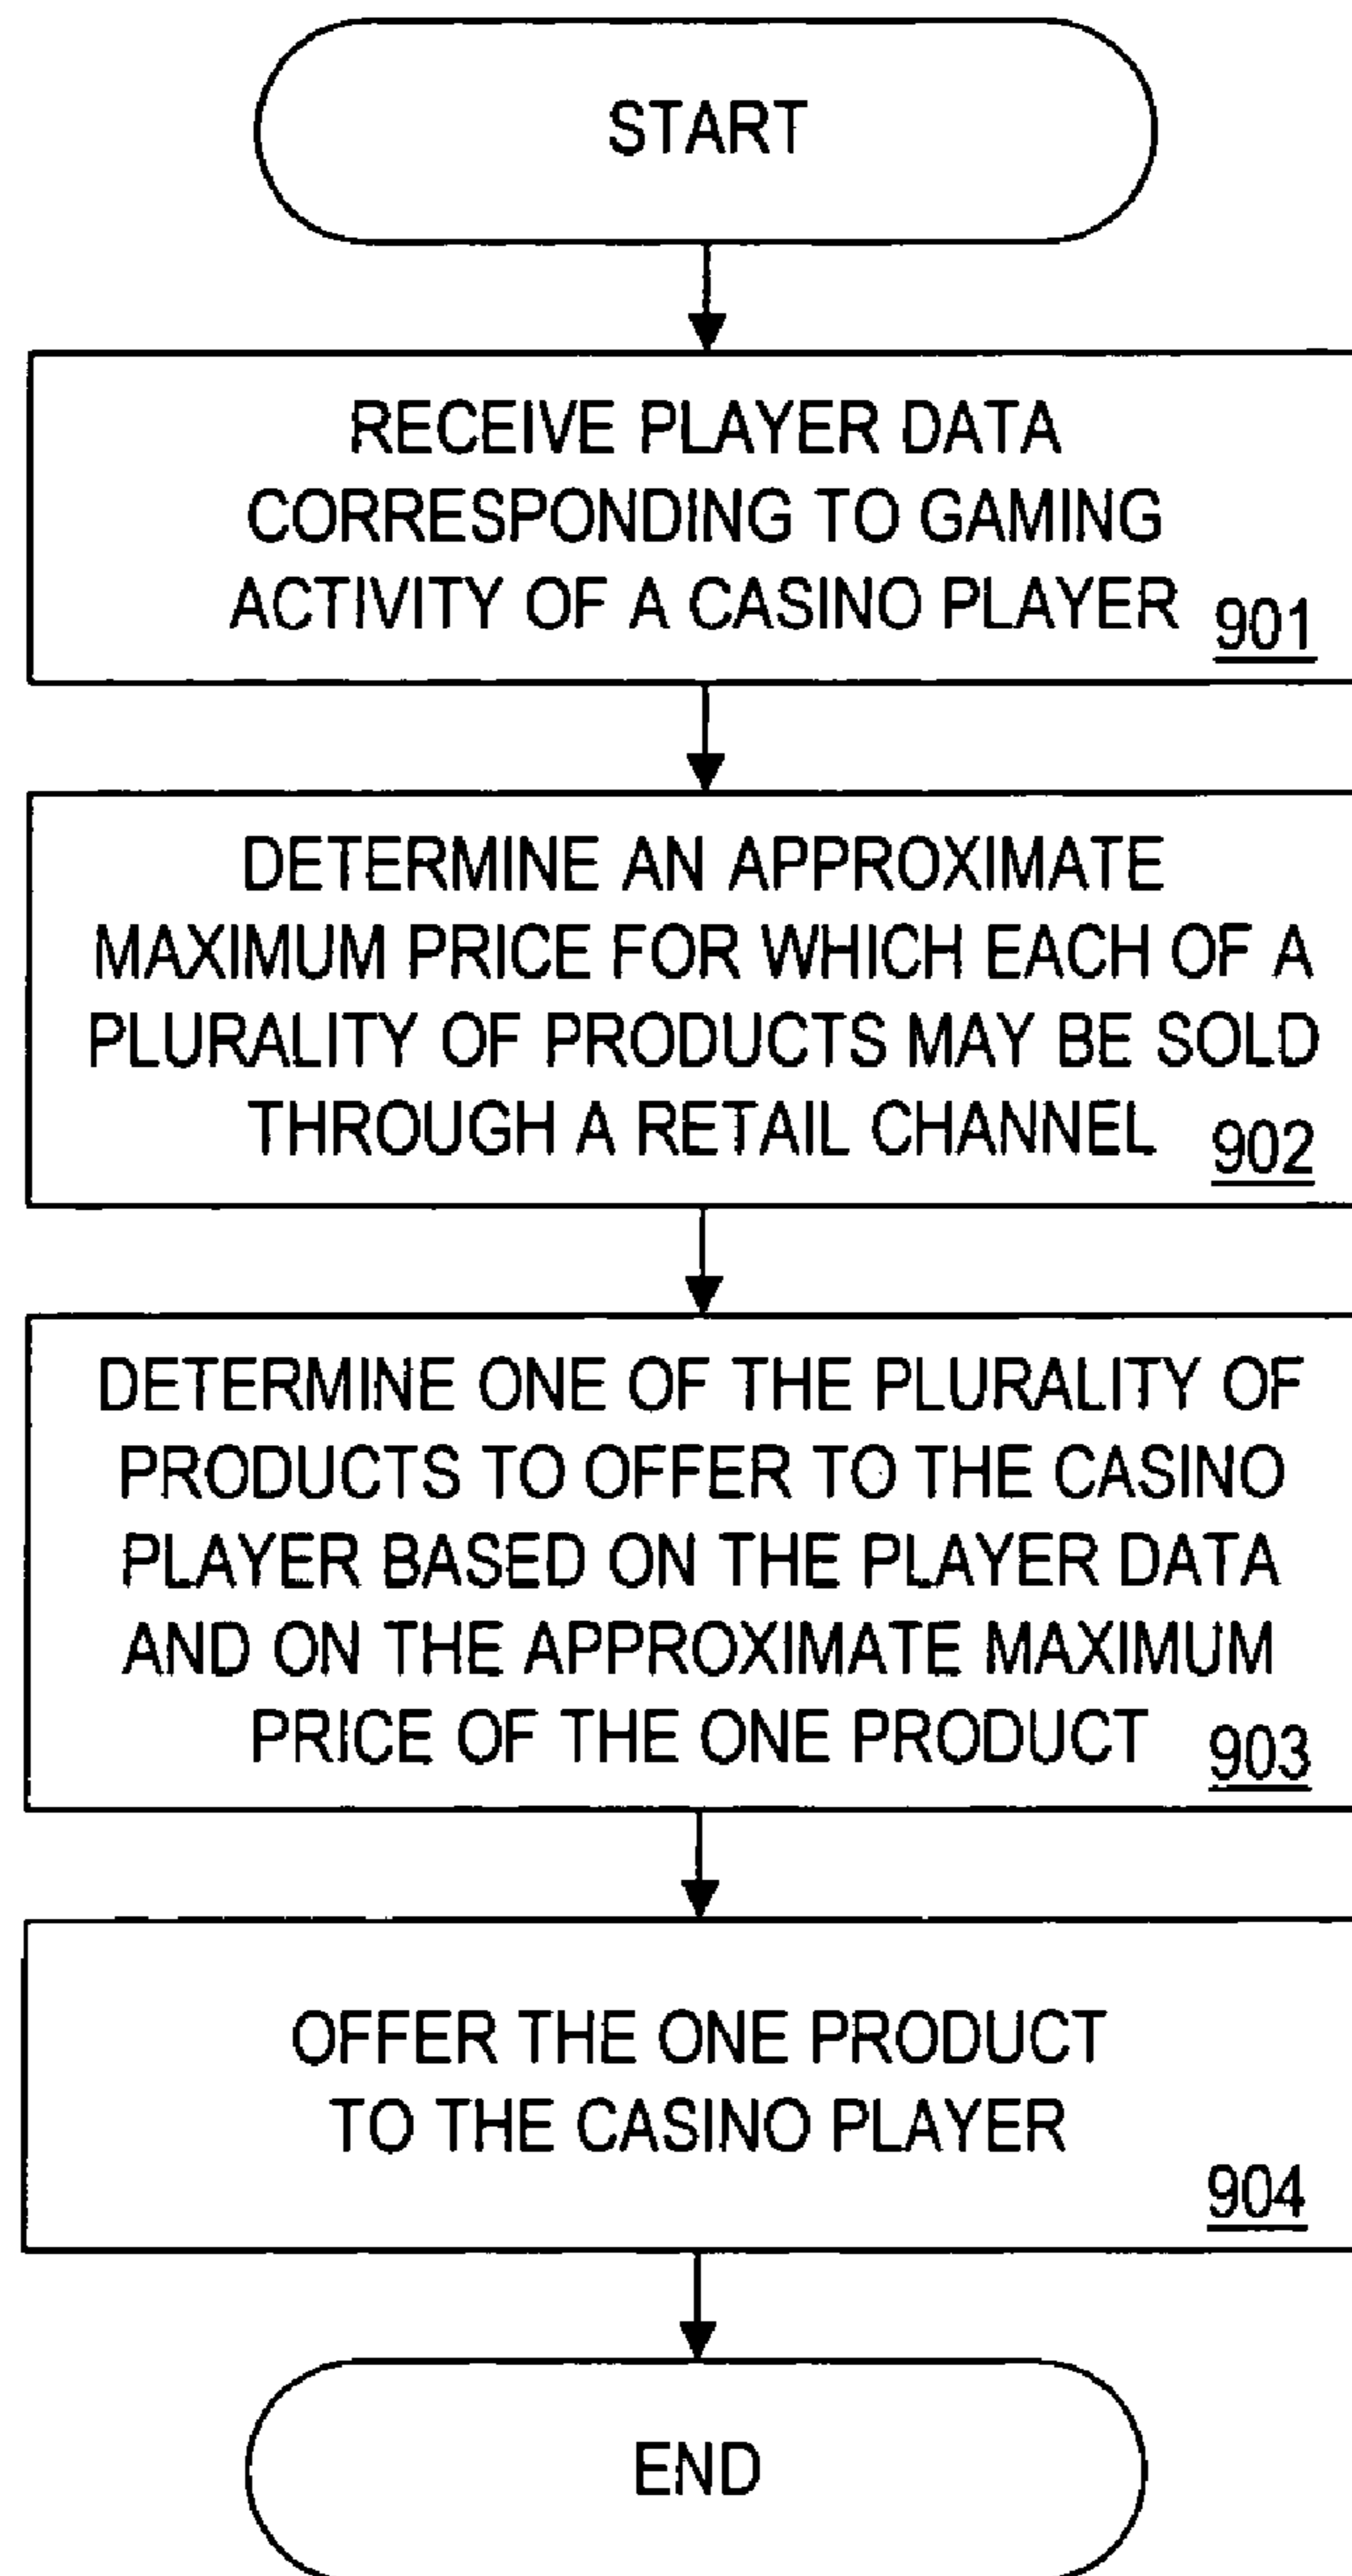 START
RECEIVE PLAYER DATA
CORRESPONDING TO GAMING
ACTIVITY OF A CASINO PLAYER
901
DETERMINE AN APPROXIMATE
MAXIMUM PRICE FOR WHICH EACH OF A
PLURALITY OF PRODUCTS MAY BE SOLD
THROUGH A RETAIL CHANNEL
902
DETERMINE ONE OF THE PLURALITY OF
PRODUCTS TO OFFER TO THE CASINO
PLAYER BASED ON THE PLAYER DATA
AND ON THE APPROXIMATE MAXIMUM
PRICE OF THE ONE PRODUCT
903
OFFER THE ONE PRODUCT
TO THE CASINO PLAYER
904
END